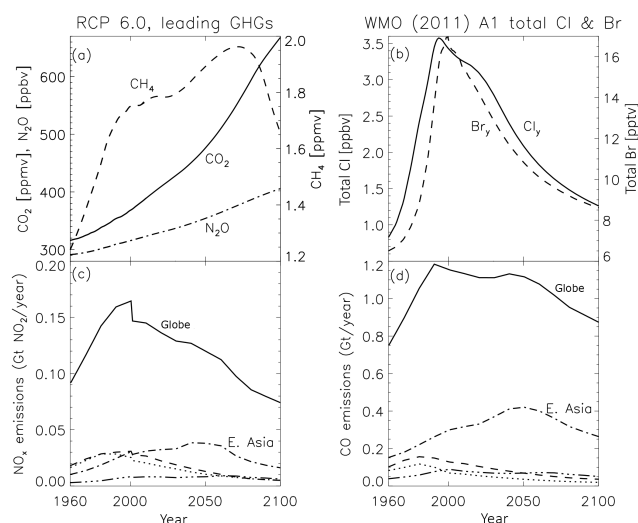 RCP 6.0, leading GHGs
WMO (2011) A1 total Cl & Br
(a)
CH4
CO2
N2O
CO2 [ppmv], N2O [ppbv]
600
500
400
300
CH4 [ppmv]
2.0
1.8
1.6
1.4
1.2
(b)
Bry
Cly
Total Cl [ppbv]
3.5
3.0
2.5
2.0
1.5
1.0
Total Br [pptv]
16
14
12
10
8
6
(c)
Globe
E. Asia
NOx emissions (Gt NO2/year)
0.20
0.15
0.10
0.05
0.00
1960 2000 2050 2100
Year
(d)
Globe
E. Asia
CO emissions (Gt/year)
1.2
1.0
0.8
0.6
0.4
0.2
0.0
1960 2000 2050 2100
Year